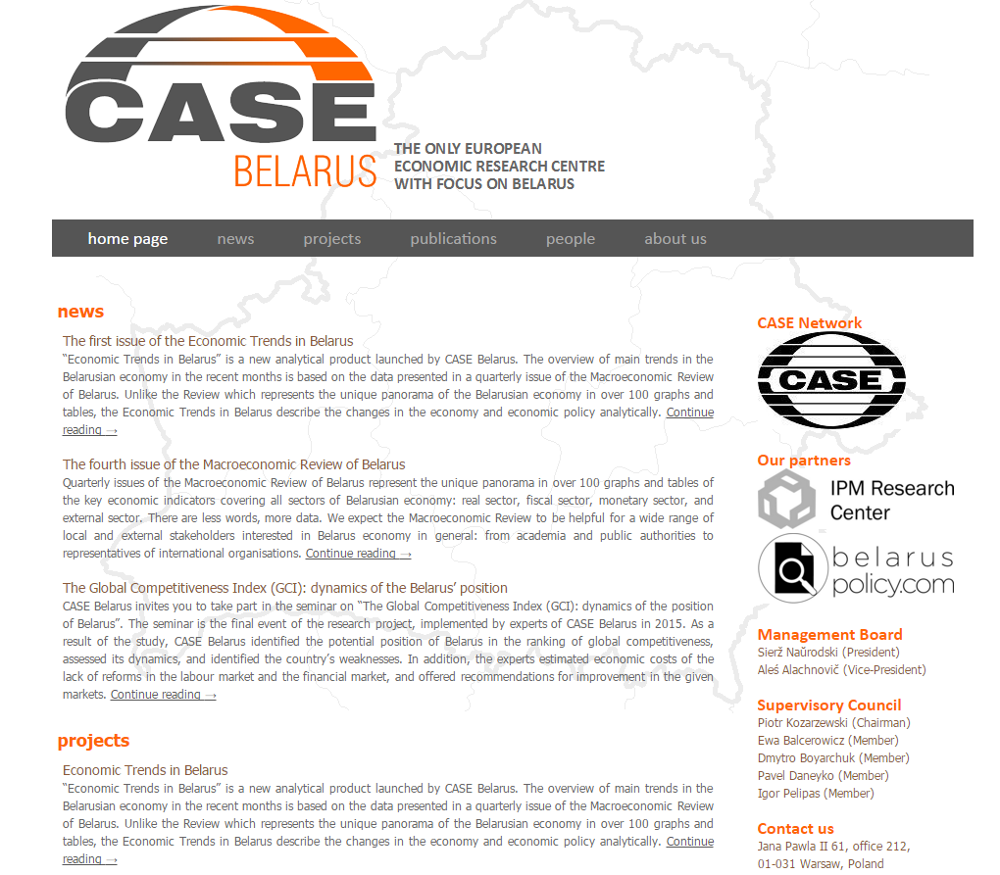 CASE
BELARUS
THE ONLY EUROPEAN
ECONOMIC RESEARCH CENTRE
WITH FOCUS ON BELARUS
home page news projects publications people about us
news
The first issue of the Economic Trends in Belarus
“Economic Trends in Belarus” is a new analytical product launched by CASE Belarus. The overview of main trends in the
Belarusian economy in the recent months is based on the data presented in a quarterly issue of the Macroeconomic Review
of Belarus. Unlike the Review which represents the unique panorama of the Belarusian economy in over 100 graphs and
tables, the Economic Trends in Belarus describe the changes in the economy and economic policy analytically. Continue
reading →
The fourth issue of the Macroeconomic Review of Belarus
Quarterly issues of the Macroeconomic Review of Belarus represent the unique panorama in over 100 graphs and tables of
the key economic indicators covering all sectors of Belarusian economy: real sector, fiscal sector, monetary sector, and
external sector. There are less words, more data. We expect the Macroeconomic Review to be helpful for a wide range of
local and external stakeholders interested in Belarus economy in general: from academia and public authorities to
representatives of international organisations. Continue reading →
The Global Competitiveness Index (GCI): dynamics of the Belarus’ position
CASE Belarus invites you to take part in the seminar on “The Global Competitiveness Index (GCI): dynamics of the position
of Belarus”. The seminar is the final event of the research project, implemented by experts of CASE Belarus in 2015. As a
result of the study, CASE Belarus identified the potential position of Belarus in the ranking of global competitiveness,
assessed its dynamics, and identified the country’s weaknesses. In addition, the experts estimated economic costs of the
lack of reforms in the labour market and the financial market, and offered recommendations for improvement in the given
markets. Continue reading →
projects
Economic Trends in Belarus
“Economic Trends in Belarus” is a new analytical product launched by CASE Belarus. The overview of main trends in the
Belarusian economy in the recent months is based on the data presented in a quarterly issue of the Macroeconomic Review
of Belarus. Unlike the Review which represents the unique panorama of the Belarusian economy in over 100 graphs and
tables, the Economic Trends in Belarus describe the changes in the economy and economic policy analytically. Continue
reading →
CASE Network
CASE
Our partners
IPM Research
Center
belarus
policy.com
Management Board
Sierž Naŭrodski (President)
Aleś Alachnovič (Vice-President)
Supervisory Council
Piotr Kozarzewski (Chairman)
Ewa Balcerowicz (Member)
Dmytro Boyarchuk (Member)
Pavel Daneyko (Member)
Igor Pelipas (Member)
Contact us
Jana Pawla II 61, office 212,
01-031 Warsaw, Poland